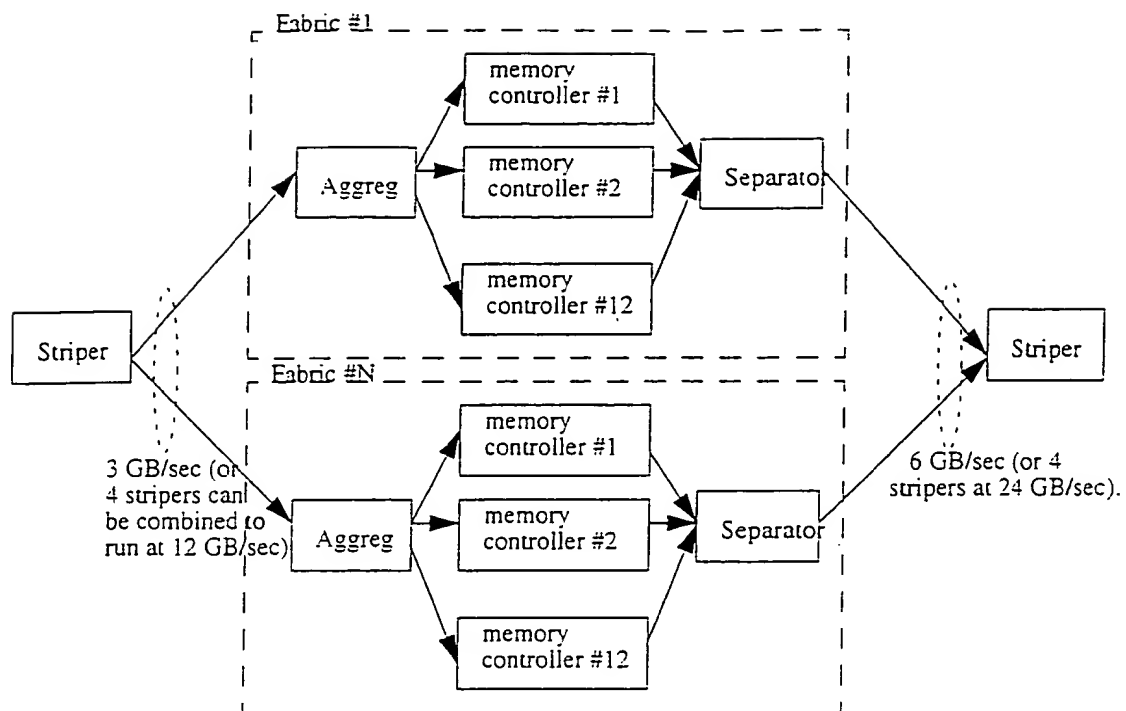 Fabric #1
memory
controller #1
Aggreg
memory
controller #2
Separator
memory
controller #12
Striper
Striper
Fabric #N
memory
controller #1
3 GB/sec (or
4 stripers can
be combined to
run at 12 GB/sec)
6 GB/sec (or 4
stripers at 24 GB/sec).
Aggreg
memory
controller #2
Separator
memory
controller #12